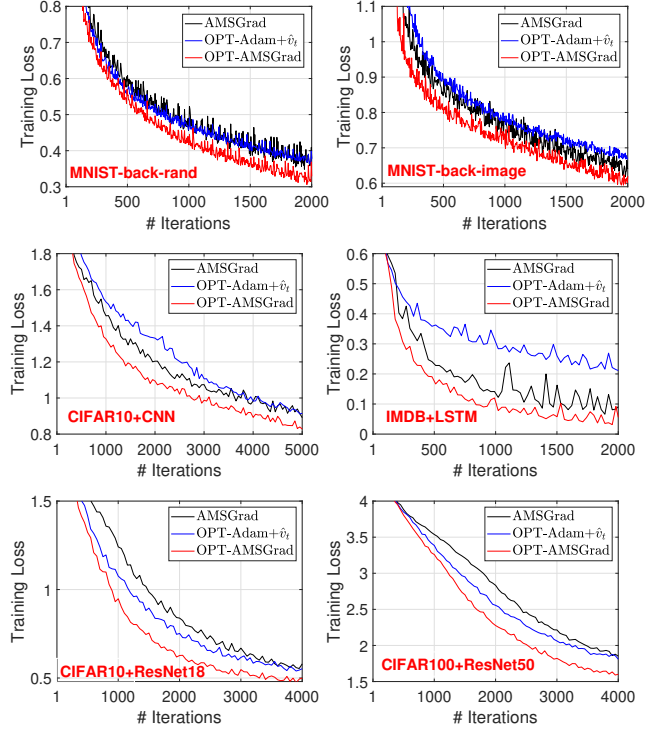 0.8
0.7
0.6
0.5
0.4
0.3
Training Loss
AMSGrad
OPT-Adam+v̂ₜ
OPT-AMSGrad
MNIST-back-rand
1 500 1000 1500 2000
# Iterations
1.1
1
0.9
0.8
0.7
0.6
Training Loss
AMSGrad
OPT-Adam+v̂ₜ
OPT-AMSGrad
MNIST-back-image
1 500 1000 1500 2000
# Iterations
1.8
1.6
1.4
1.2
1
0.8
Training Loss
AMSGrad
OPT-Adam+v̂ₜ
OPT-AMSGrad
CIFAR10+CNN
1 1000 2000 3000 4000 5000
# Iterations
0.6
0.5
0.4
0.3
0.2
0.1
0
Training Loss
AMSGrad
OPT-Adam+v̂ₜ
OPT-AMSGrad
IMDB+LSTM
1 500 1000 1500 2000
# Iterations
1.5
1
0.5
Training Loss
AMSGrad
OPT-Adam+v̂ₜ
OPT-AMSGrad
CIFAR10+ResNet18
1 1000 2000 3000 4000
# Iterations
4
3.5
3
2.5
2
1.5
Training Loss
AMSGrad
OPT-Adam+v̂ₜ
OPT-AMSGrad
CIFAR100+ResNet50
1 1000 2000 3000 4000
# Iterations